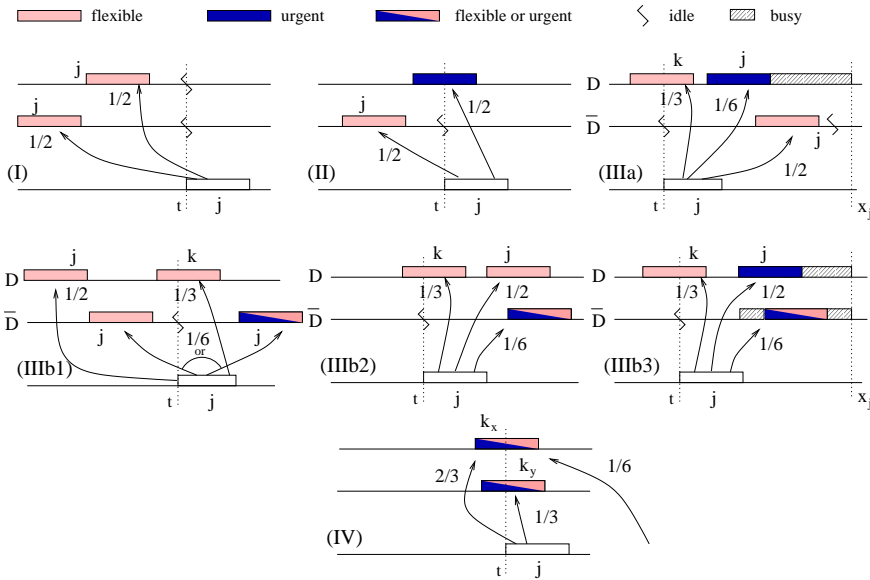 flexible urgent flexible or urgent idle busy
j
1/2
j
1/2
(I)
t j
1/2
j
1/2
(II)
t j
k j
D
1/3 1/6
D̅
j
1/2
(IIIa)
t j x_j
j k
D
1/2 1/3
D̅
j 1/6 j
or
(IIIb1)
t j
k j
D
1/3 1/2
D̅
1/6
(IIIb2)
t j
k j
D
1/3 1/2
D̅
1/6
(IIIb3)
t j x_j
k_x
2/3 k_y 1/6
1/3
(IV)
t j